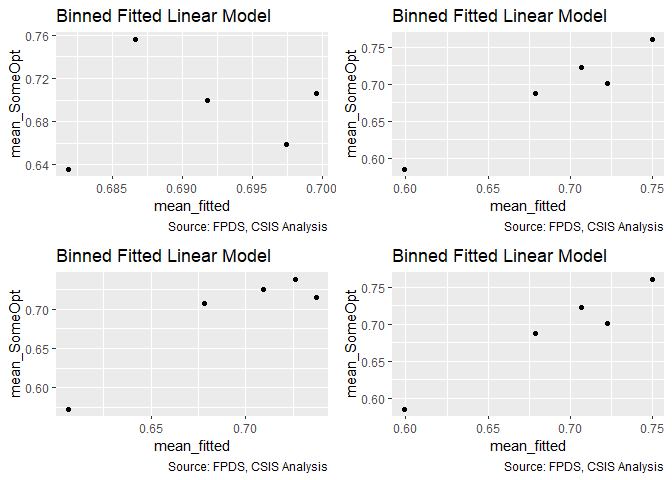 Binned Fitted Linear Model
mean_SomeOpt
0.76
0.72
0.68
0.64
0.685
0.690
0.695
0.700
mean_fitted
Source: FPDS, CSIS Analysis
Binned Fitted Linear Model
mean_SomeOpt
0.75
0.70
0.65
0.60
0.60
0.65
0.70
0.75
mean_fitted
Source: FPDS, CSIS Analysis
Binned Fitted Linear Model
mean_SomeOpt
0.70
0.65
0.60
0.65
0.70
mean_fitted
Source: FPDS, CSIS Analysis
Binned Fitted Linear Model
mean_SomeOpt
0.75
0.70
0.65
0.60
0.60
0.65
0.70
0.75
mean_fitted
Source: FPDS, CSIS Analysis